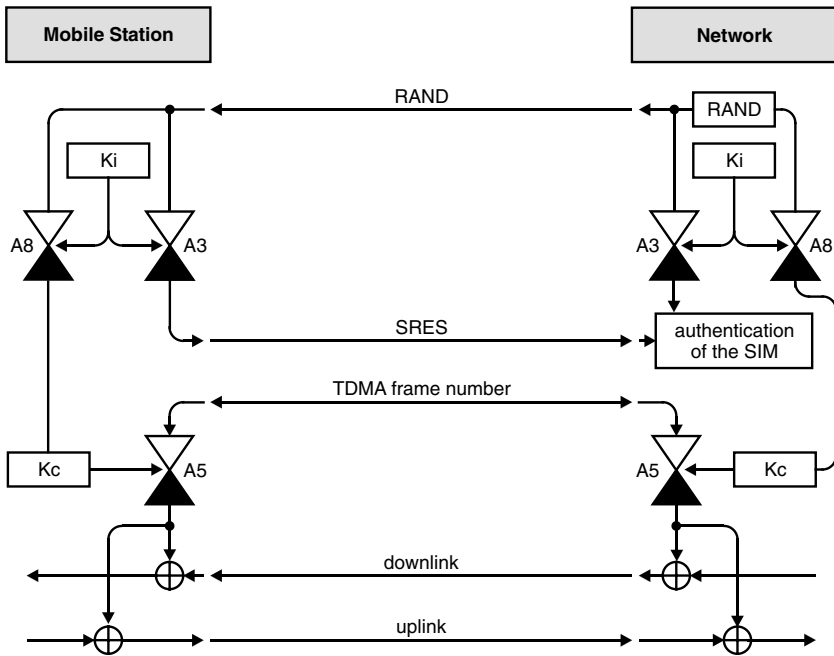 Mobile Station
Network
RAND
RAND
Ki
Ki
A8
A3
A3
A8
SRES
authentication
of the SIM
TDMA frame number
Kc
A5
A5
Kc
downlink
uplink